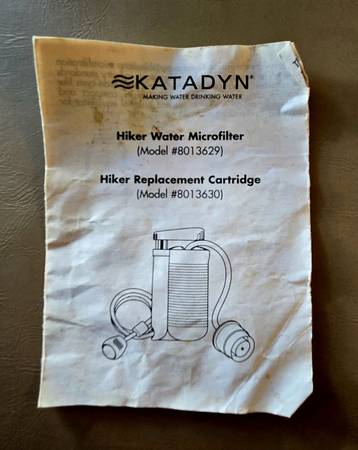 KATADYN®
MAKING WATER DRINKING WATER
Hiker Water Microfilter
(Model #8013629)
Hiker Replacement Cartridge
(Model #8013630)